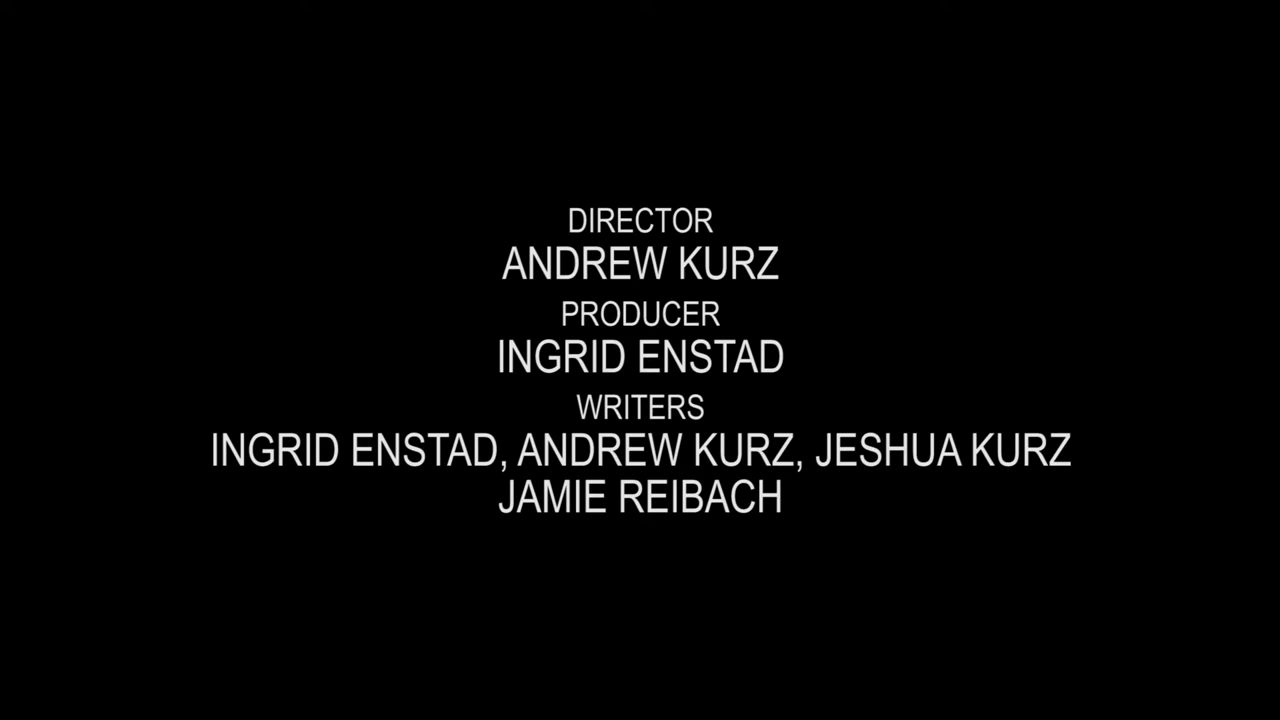 DIRECTOR
ANDREW KURZ
PRODUCER
INGRID ENSTAD
WRITERS
INGRID ENSTAD, ANDREW KURZ, JESHUA KURZ
JAMIE REIBACH